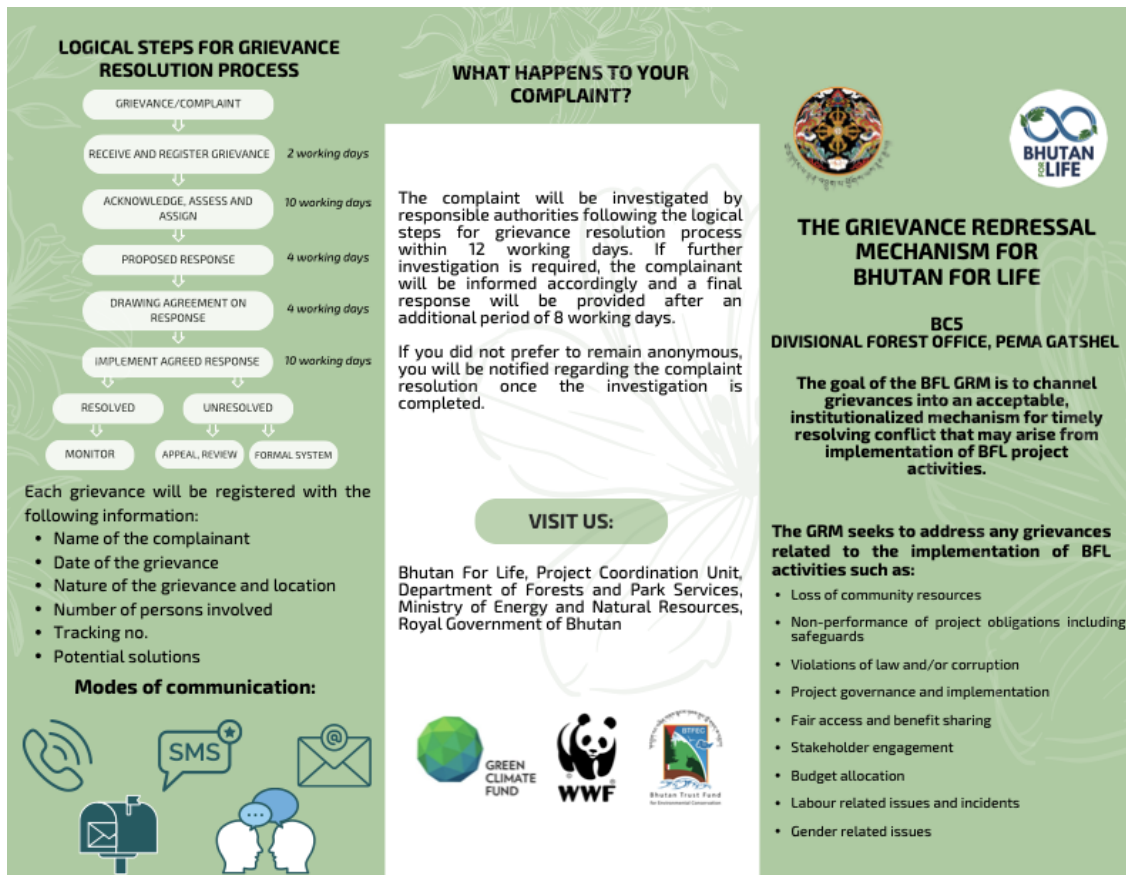 LOGICAL STEPS FOR GRIEVANCE
RESOLUTION PROCESS
GRIEVANCE/COMPLAINT
RECEIVE AND REGISTER GRIEVANCE
2 working days
ACKNOWLEDGE, ASSESS AND
ASSIGN
10 working days
PROPOSED RESPONSE
4 working days
DRAWING AGREEMENT ON
RESPONSE
4 working days
IMPLEMENT AGREED RESPONSE
10 working days
RESOLVED
UNRESOLVED
MONITOR
APPEAL, REVIEW
FORMAL SYSTEM
Each grievance will be registered with the
following information:
• Name of the complainant
• Date of the grievance
• Nature of the grievance and location
• Number of persons involved
• Tracking no.
• Potential solutions
Modes of communication:
SMS
@
WHAT HAPPENS TO YOUR
COMPLAINT?
The complaint will be investigated by
responsible authorities following the logical
steps for grievance resolution process
within 12 working days. If further
investigation is required, the complainant
will be informed accordingly and a final
response will be provided after an
additional period of 8 working days.
If you did not prefer to remain anonymous,
you will be notified regarding the complaint
resolution once the investigation is
completed.
VISIT US:
Bhutan For Life, Project Coordination Unit,
Department of Forests and Park Services,
Ministry of Energy and Natural Resources,
Royal Government of Bhutan
GREEN
CLIMATE
FUND
WWF
BTFEC
Bhutan Trust Fund
for Environmental Conservation
BHUTAN
FOR LIFE
THE GRIEVANCE REDRESSAL
MECHANISM FOR
BHUTAN FOR LIFE
BC5
DIVISIONAL FOREST OFFICE, PEMA GATSHEL
The goal of the BFL GRM is to channel
grievances into an acceptable,
institutionalized mechanism for timely
resolving conflict that may arise from
implementation of BFL project
activities.
The GRM seeks to address any grievances
related to the implementation of BFL
activities such as:
• Loss of community resources
• Non-performance of project obligations including
safeguards
• Violations of law and/or corruption
• Project governance and implementation
• Fair access and benefit sharing
• Stakeholder engagement
• Budget allocation
• Labour related issues and incidents
• Gender related issues